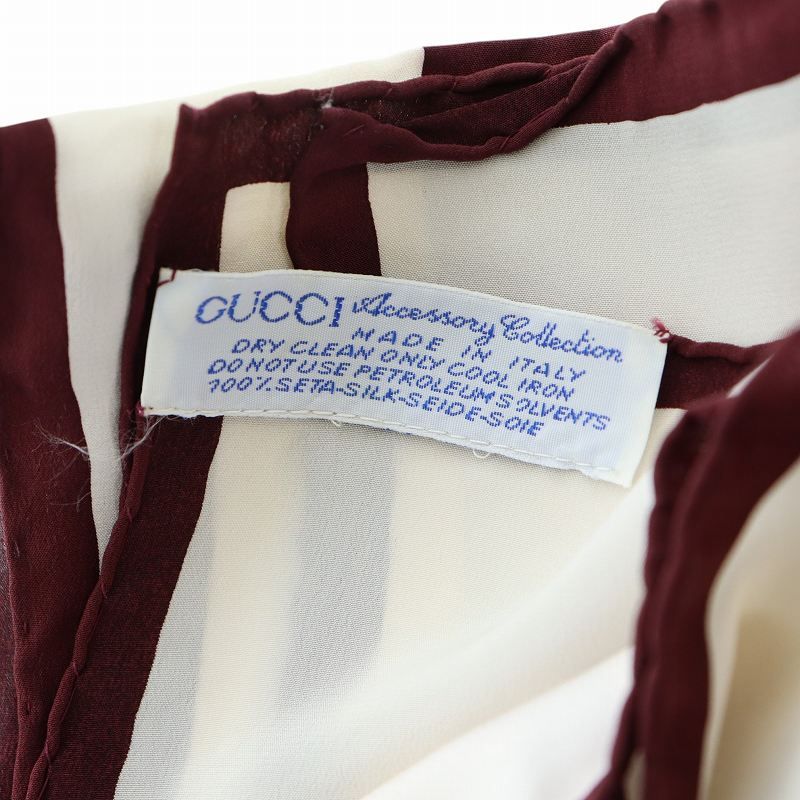 GUCCI Accessory Collection
MADE IN ITALY
DRY CLEAN ONLY COOL IRON
DO NOT USE PETROLEUM SOLVENTS
100% SETA-SILK-SEIDE-SOIE